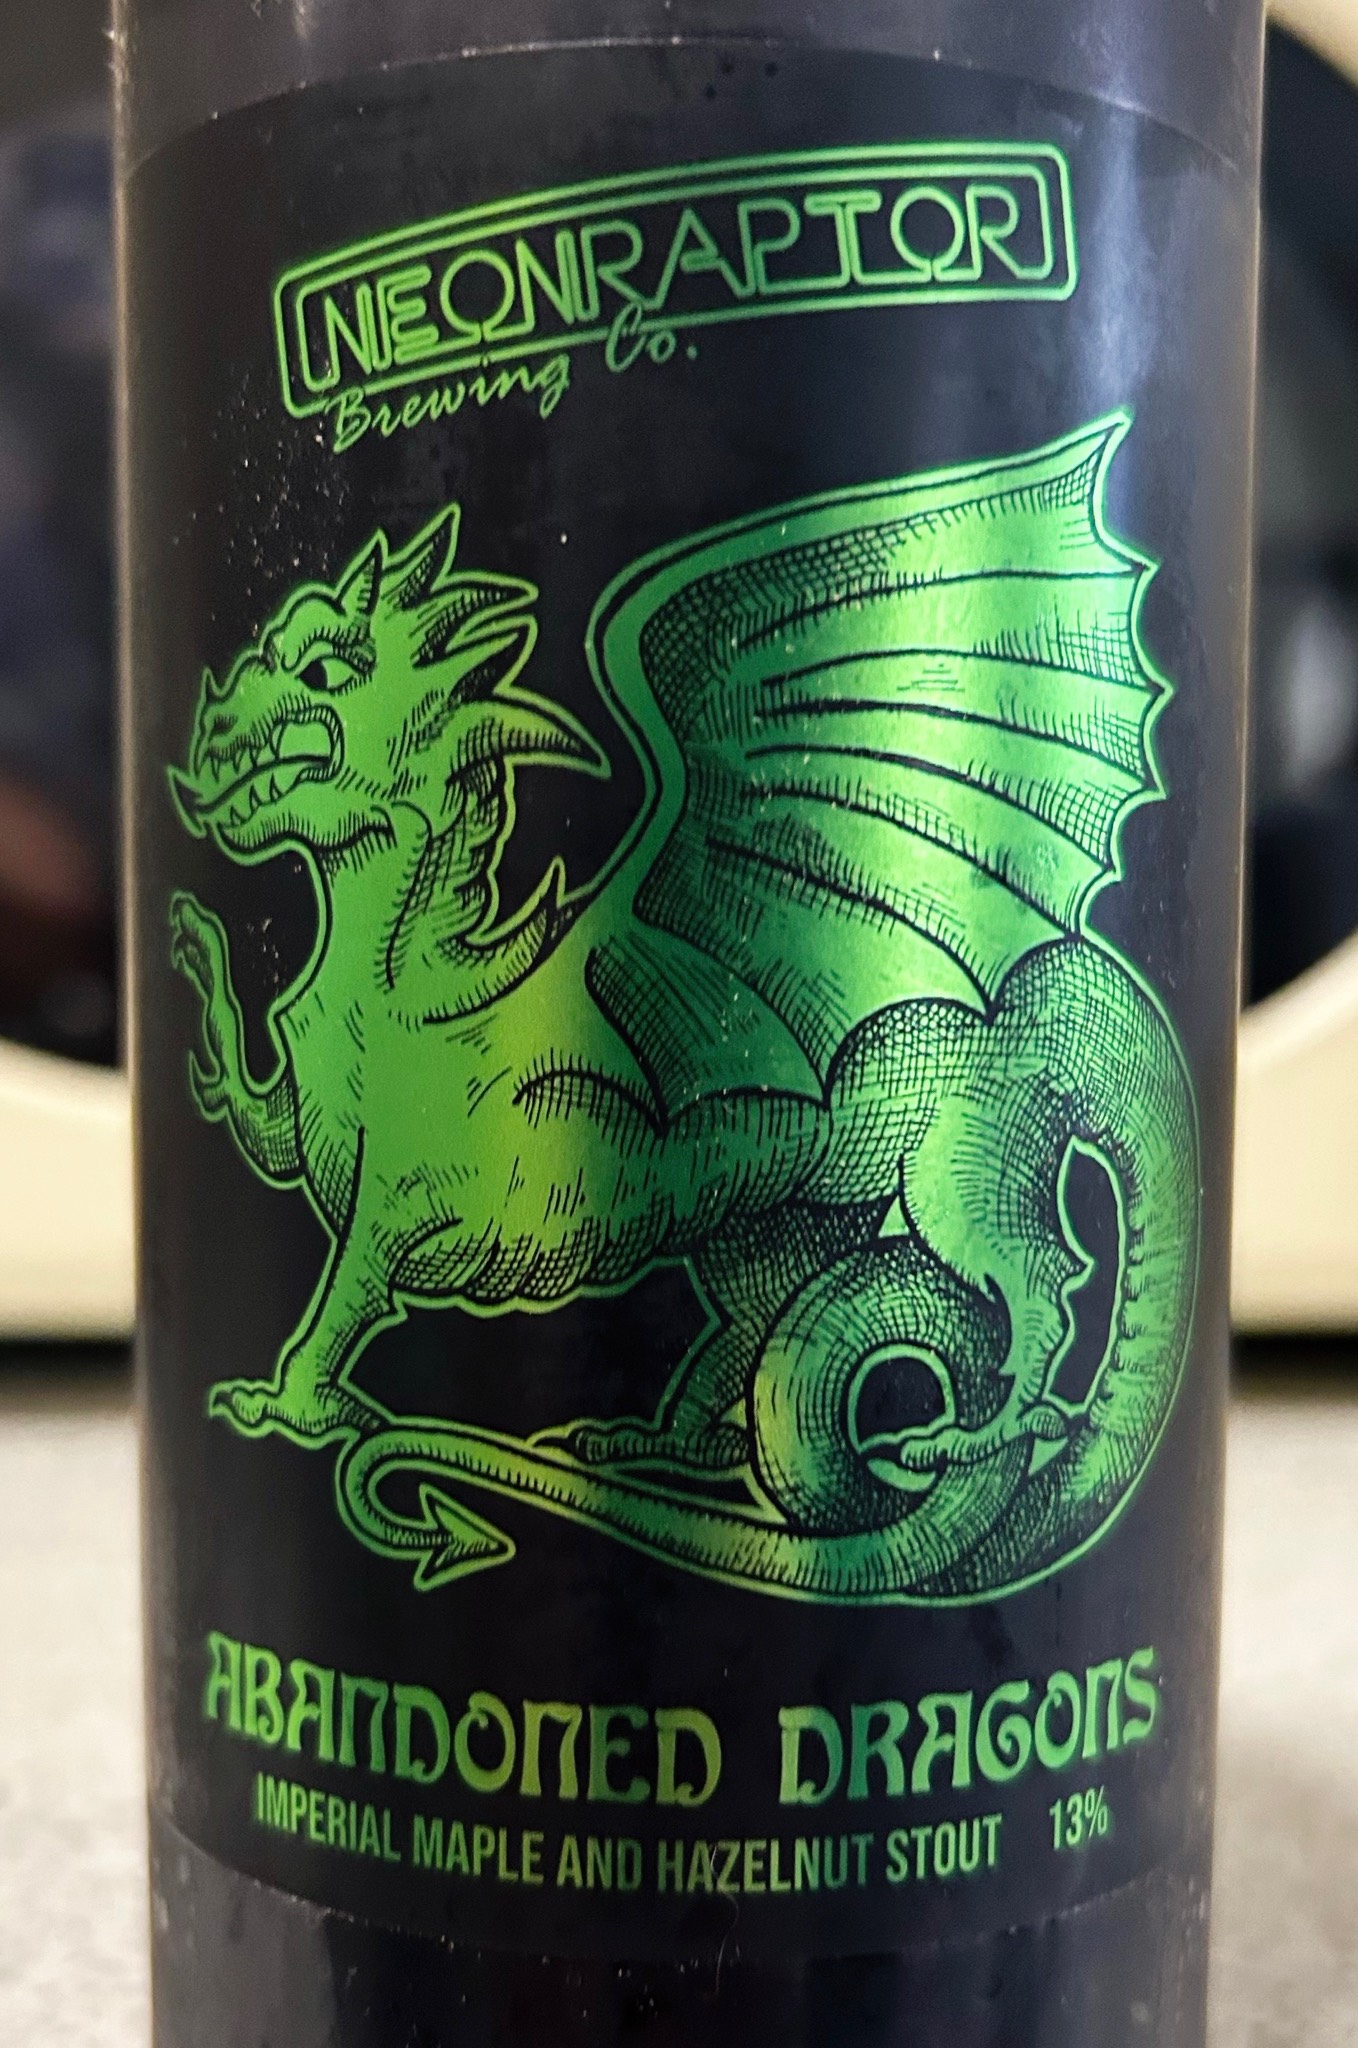 NEONRAPTOR
Brewing Co.
ABANDONED DRAGONS
IMPERIAL MAPLE AND HAZELNUT STOUT 13%